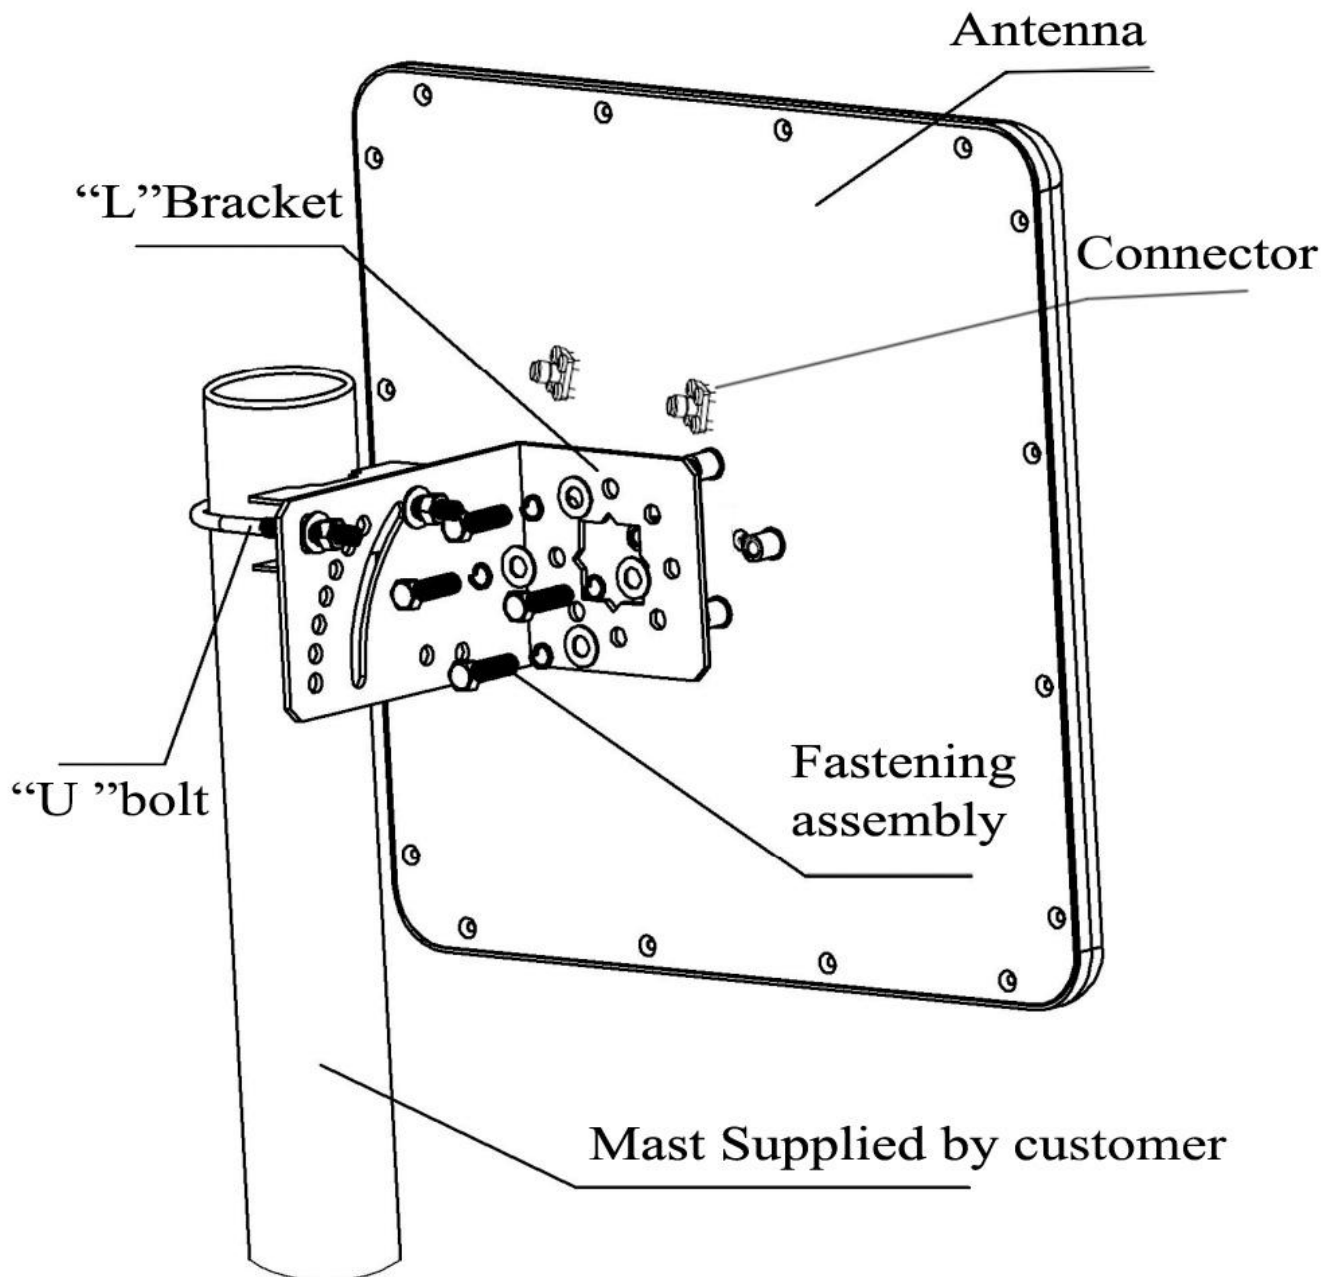 Antenna
“L”Bracket
Connector
“U ”bolt
Fastening
assembly
Mast Supplied by customer